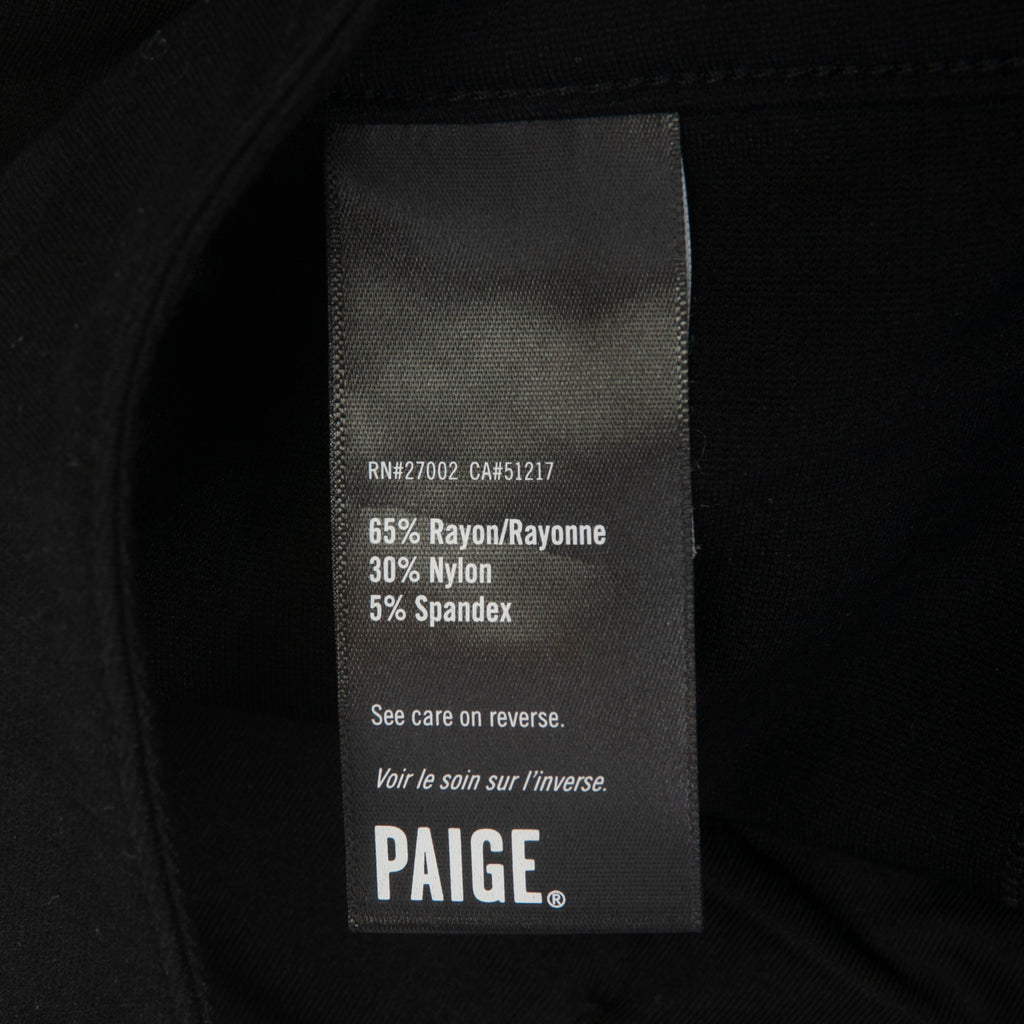 RN#27002 CA#51217
65% Rayon/Rayonne
30% Nylon
5% Spandex
See care on reverse.
Voir le soin sur l'inverse.
PAIGE®